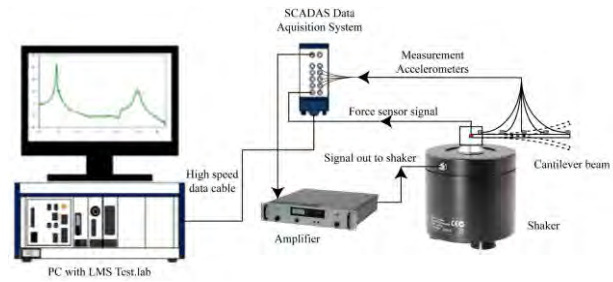 SCADAS Data
Aquisition System
Measurement
Accelerometers
Force sensor signal
Signal out to shaker
High speed
data cable
Cantilever beam
Amplifier
Shaker
PC with LMS Test.lab